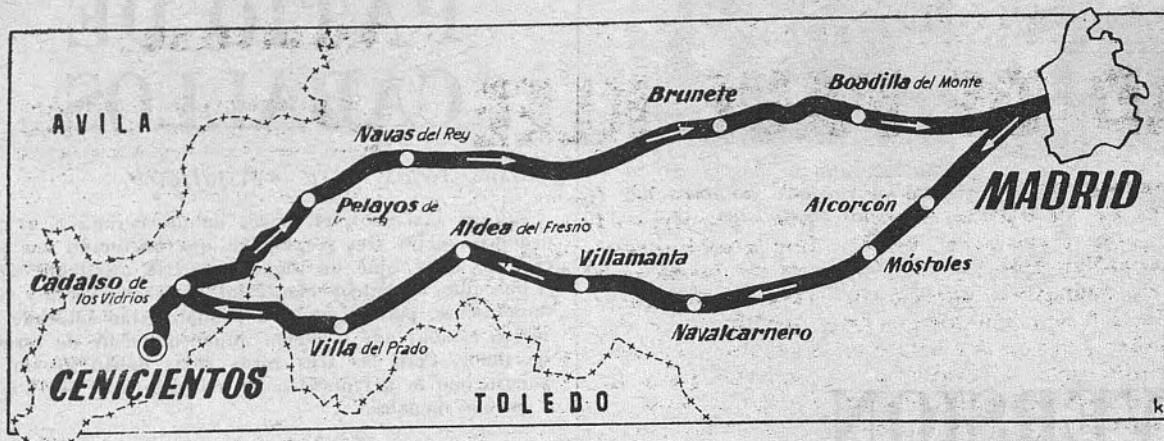 AVILA
Navas del Rey
Brunete
Boadilla del Monte
MADRID
Pelayos de
Alcorcón
Aldea del Fresno
Villamanta
Móstoles
Cadalso de
los Vidrios
Navalcarnero
Villa del Prado
CENICIENTOS
TOLEDO
k